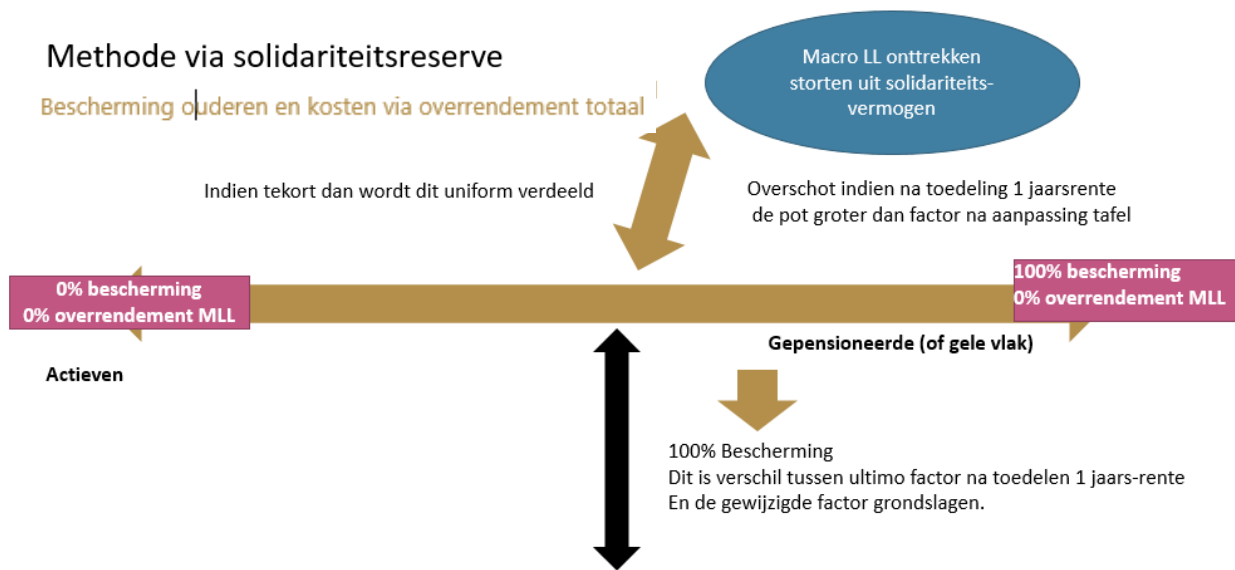 Methode via solidariteitsreserve
Bescherming ouderen en kosten via overrendement totaal
Macro LL onttrekken
storten uit solidariteits-
vermogen
Indien tekort dan wordt dit uniform verdeeld
Overschot indien na toedeling 1 jaarsrente
de pot groter dan factor na aanpassing tafel
0% bescherming
0% overrendement MLL
100% bescherming
0% overrendement MLL
Gepensioneerde (of gele vlak)
Actieven
100% Bescherming
Dit is verschil tussen ultimo factor na toedelen 1 jaars-rente
En de gewijzigde factor grondslagen.